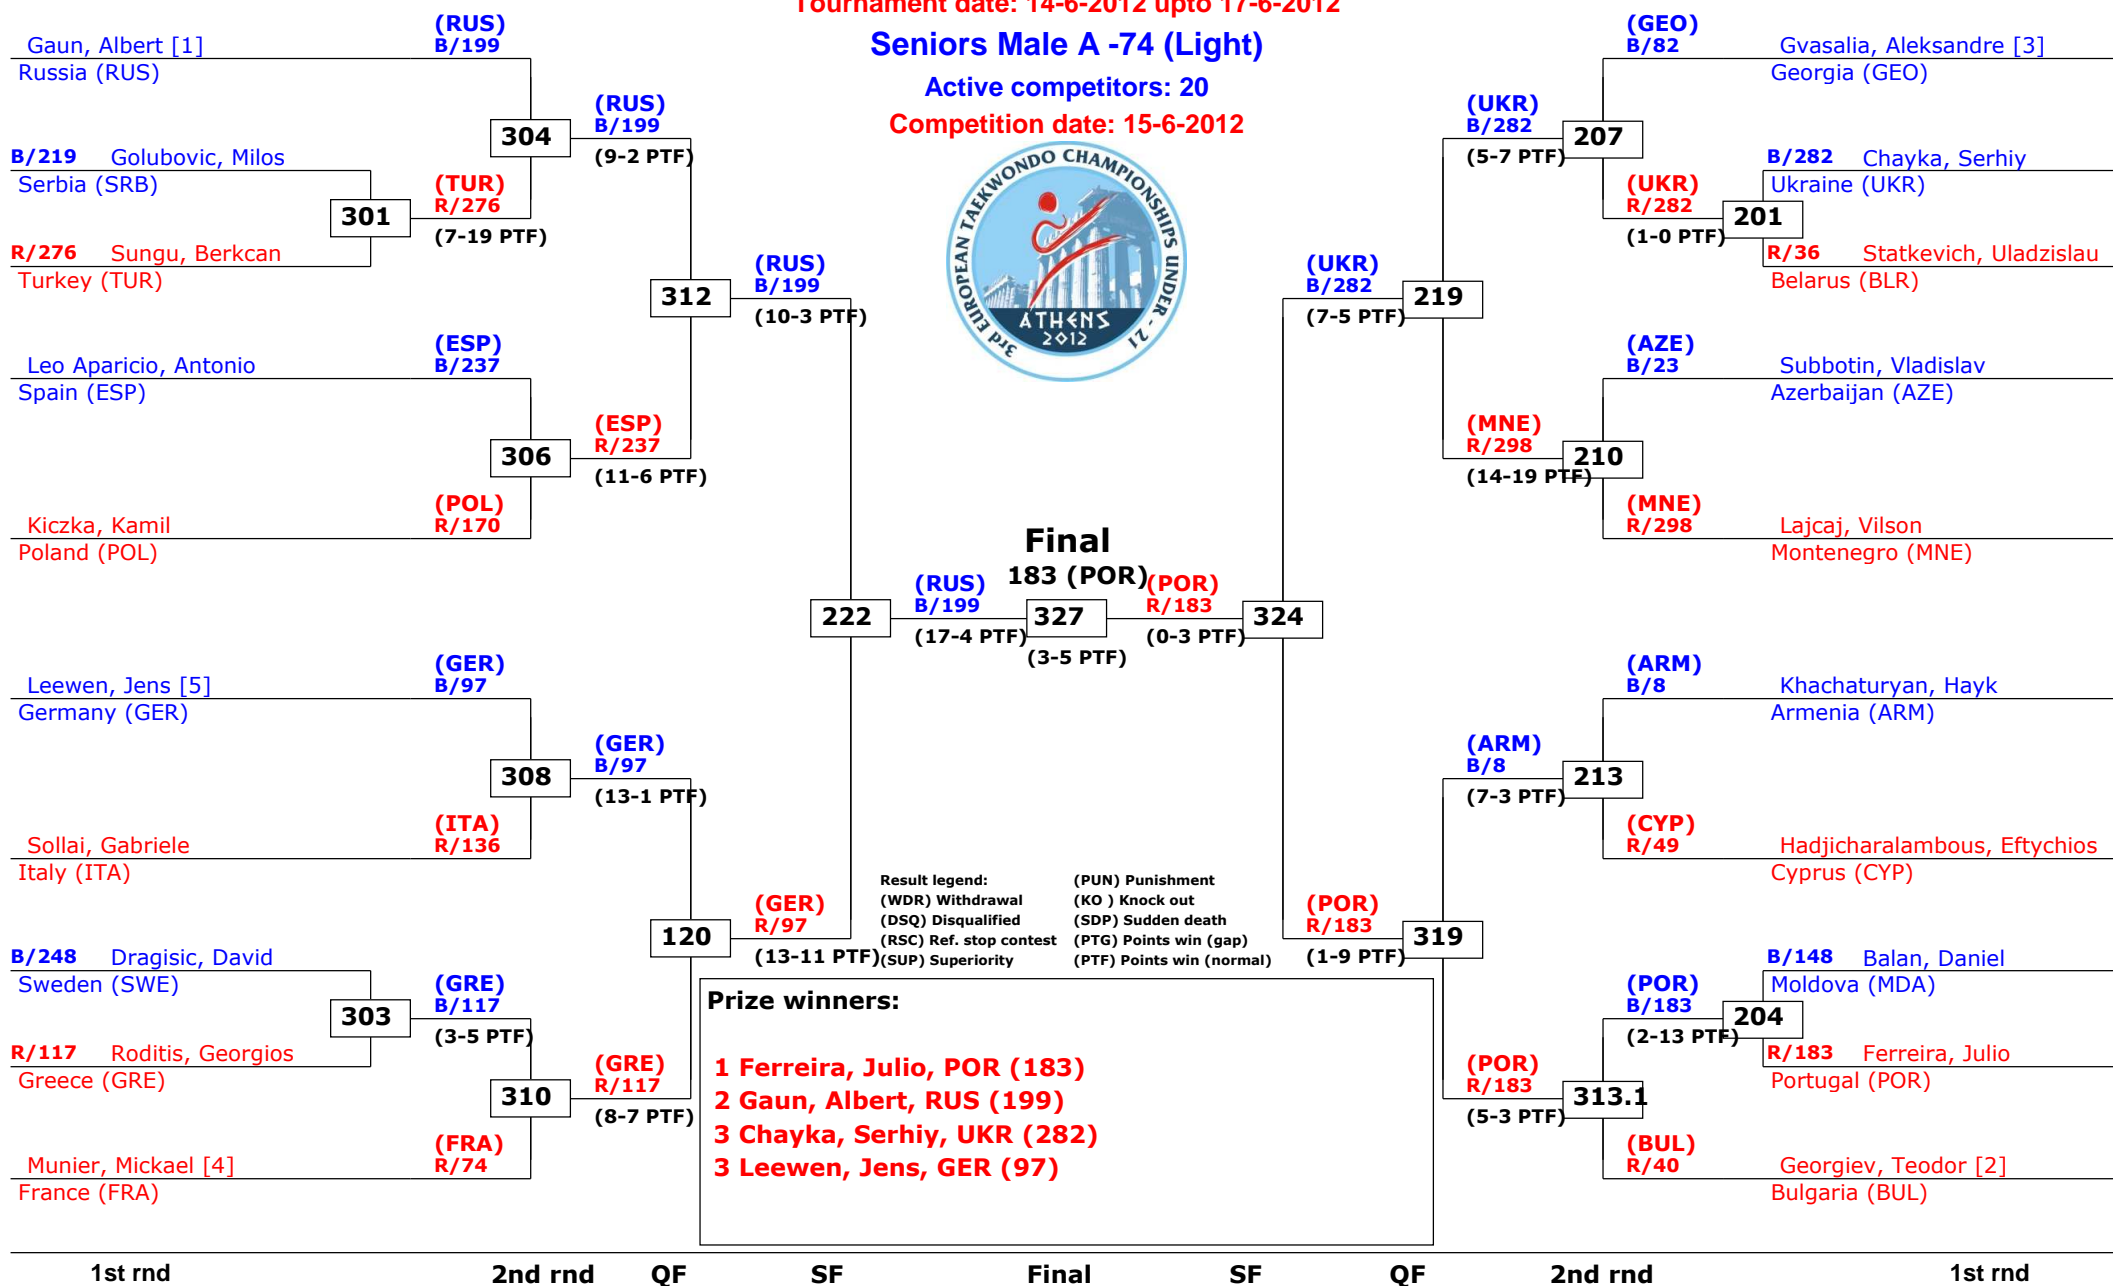 Tournament date: 14-6-2012 upto 17-6-2012
Seniors Male A -74 (Light)
Active competitors: 20
Competition date: 15-6-2012
3rd EUROPEAN TAEKWONDO CHAMPIONSHIPS UNDER - 21
ATHENS
2012
Gaun, Albert [1]
Russia (RUS)
(RUS)
B/199
B/219 Golubovic, Milos
Serbia (SRB)
301
R/276 Sungu, Berkcan
Turkey (TUR)
(TUR)
R/276
(7-19 PTF)
304
(RUS)
B/199
(9-2 PTF)
Leo Aparicio, Antonio
Spain (ESP)
(ESP)
B/237
306
Kiczka, Kamil
Poland (POL)
(POL)
R/170
(ESP)
R/237
(11-6 PTF)
312
(RUS)
B/199
(10-3 PTF)
Leewen, Jens [5]
Germany (GER)
(GER)
B/97
308
Sollai, Gabriele
Italy (ITA)
(ITA)
R/136
(GER)
B/97
(13-1 PTF)
B/248 Dragisic, David
Sweden (SWE)
303
R/117 Roditis, Georgios
Greece (GRE)
(GRE)
B/117
(3-5 PTF)
310
Munier, Mickael [4]
France (FRA)
(FRA)
R/74
(GRE)
R/117
(8-7 PTF)
120
(GER)
R/97
(13-11 PTF)
222
(RUS)
B/199
(17-4 PTF)
Final
183 (POR)
327
(3-5 PTF)
(POR)
R/183
(0-3 PTF)
324
(UKR)
B/282
(7-5 PTF)
219
(UKR)
B/282
(5-7 PTF)
207
(GEO)
B/82
Gvasalia, Aleksandre [3]
Georgia (GEO)
(UKR)
R/282
(1-0 PTF)
201
B/282 Chayka, Serhiy
Ukraine (UKR)
R/36 Statkevich, Uladzislau
Belarus (BLR)
(MNE)
R/298
(14-19 PTF)
210
(AZE)
B/23
Subbotin, Vladislav
Azerbaijan (AZE)
(MNE)
R/298
Lajcaj, Vilson
Montenegro (MNE)
(POR)
R/183
(1-9 PTF)
319
(ARM)
B/8
(7-3 PTF)
213
(ARM)
B/8
Khachaturyan, Hayk
Armenia (ARM)
(CYP)
R/49
Hadjicharalambous, Eftychios
Cyprus (CYP)
(POR)
R/183
(5-3 PTF)
313.1
(POR)
B/183
(2-13 PTF)
204
B/148 Balan, Daniel
Moldova (MDA)
R/183 Ferreira, Julio
Portugal (POR)
(BUL)
R/40
Georgiev, Teodor [2]
Bulgaria (BUL)
Result legend: (PUN) Punishment
(WDR) Withdrawal (KO ) Knock out
(DSQ) Disqualified (SDP) Sudden death
(RSC) Ref. stop contest (PTG) Points win (gap)
(SUP) Superiority (PTF) Points win (normal)
Prize winners:
1 Ferreira, Julio, POR (183)
2 Gaun, Albert, RUS (199)
3 Chayka, Serhiy, UKR (282)
3 Leewen, Jens, GER (97)
1st rnd 2nd rnd QF SF Final SF QF 2nd rnd 1st rnd